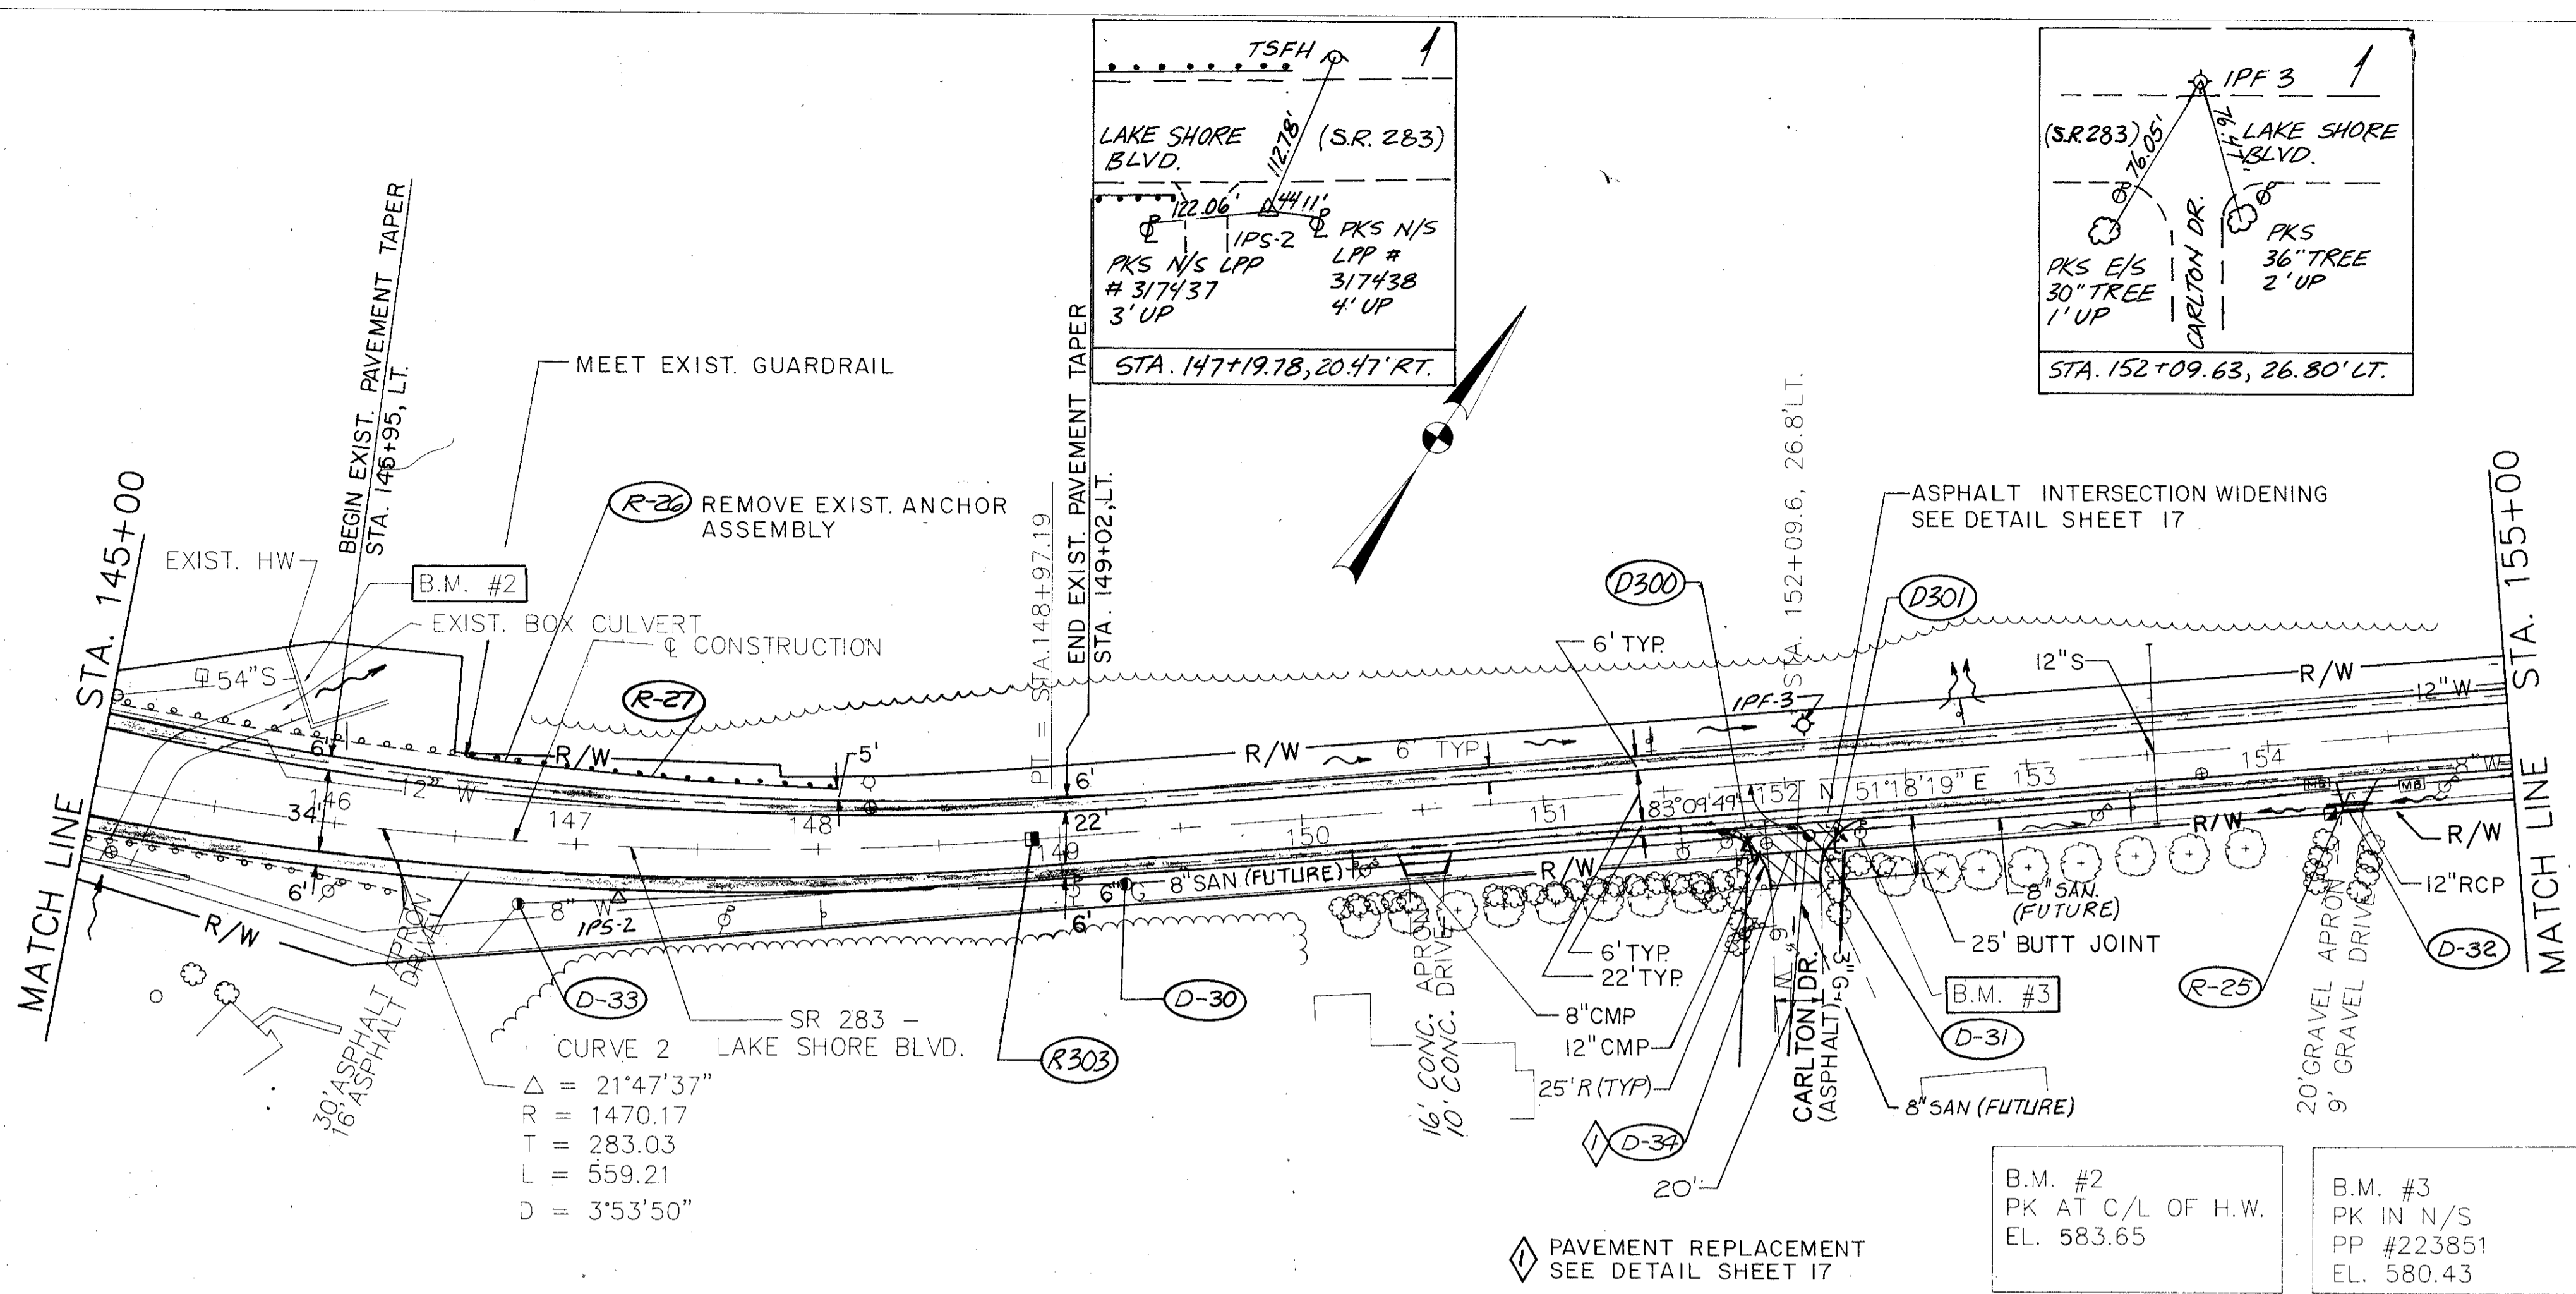 TSFH
1
LAKE SHORE
BLVD.
(S.R. 283)
112.78'
122.06'
44.11'
IPS-2
PKS N/S LPP
# 317437
3' UP
PKS N/S
LPP #
317438
4' UP
STA. 147+19.78, 20.47' RT.
IPF 3
1
(S.R. 283)
76.05'
76.47'
LAKE SHORE
BLVD.
CARLTON DR.
PKS E/S
30" TREE
1' UP
PKS
36" TREE
2' UP
STA. 152+09.63, 26.80' LT.
BEGIN EXIST. PAVEMENT TAPER
STA. 145+95, LT.
MEET EXIST. GUARDRAIL
R-26
REMOVE EXIST. ANCHOR
ASSEMBLY
MATCH LINE STA. 145+00
EXIST. HW
B.M. #2
EXIST. BOX CULVERT
℄ CONSTRUCTION
54"S
R-27
PT = STA.148+97.19
END EXIST. PAVEMENT TAPER
STA. 149+02, LT.
STA. 152+09.6, 26.8'LT.
ASPHALT INTERSECTION WIDENING
SEE DETAIL SHEET 17
D300
D301
6' TYP.
12"S
R/W
12"W
MATCH LINE STA. 155+00
IPF-3
R/W
R/W
6' TYP
5'
6'
6'
34'
146
12" W
147
148
149
22'
150
151
83°09'49"
152
N 51°18'19" E
153
154
MB
MB
8"W
R/W
R/W
6'
8" W
IPS-2
6"
G
8"SAN.(FUTURE)
R/W
6'
R/W
8"SAN.
(FUTURE)
12"RCP
30' ASPHALT APRON
16' ASPHALT DRIVE
D-33
D-30
SR 283 -
LAKE SHORE BLVD.
R303
CURVE 2
Δ = 21°47'37"
R = 1470.17
T = 283.03
L = 559.21
D = 3°53'50"
16' CONC. APRON
10' CONC. DRIVE
6' TYP.
22' TYP.
8"CMP
12"CMP
25'R (TYP)
1
D-34
20'
CARLTON DR.
(ASPHALT)
3"G
25' BUTT JOINT
B.M. #3
D-31
8"SAN (FUTURE)
R-25
D-32
20'GRAVEL APRON
9' GRAVEL DRIVE
1
PAVEMENT REPLACEMENT
SEE DETAIL SHEET 17
B.M. #2
PK AT C/L OF H.W.
EL. 583.65
B.M. #3
PK IN N/S
PP #223851
EL. 580.43